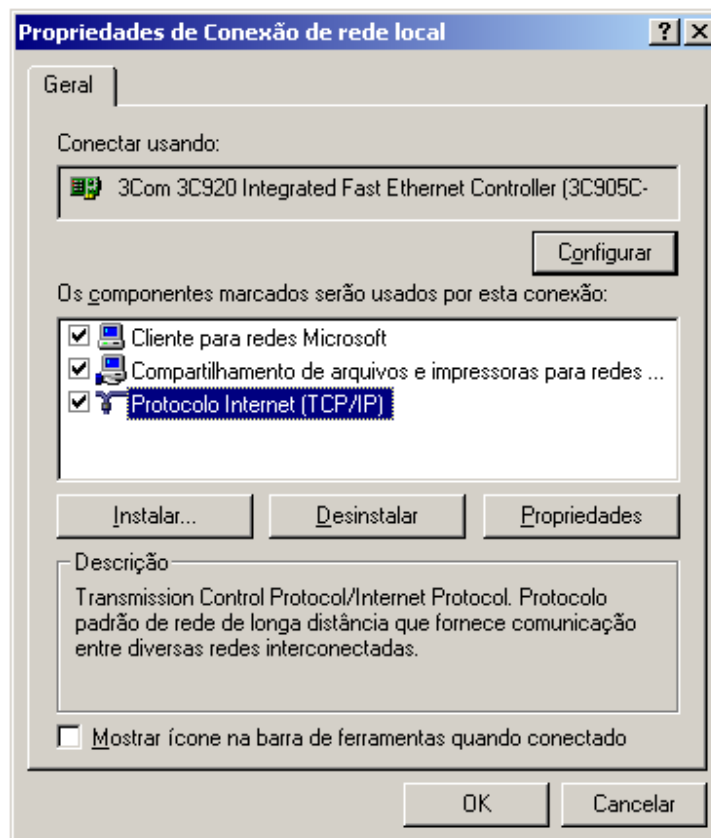 Propriedades de Conexão de rede local
Geral
Conectar usando:
3Com 3C920 Integrated Fast Ethernet Controller (3C905C-
Configurar
Os componentes marcados serão usados por esta conexão:
Cliente para redes Microsoft
Compartilhamento de arquivos e impressoras para redes ...
Protocolo Internet (TCP/IP)
Instalar... Desinstalar Propriedades
Descrição
Transmission Control Protocol/Internet Protocol. Protocolo
padrão de rede de longa distância que fornece comunicação
entre diversas redes interconectadas.
Mostrar ícone na barra de ferramentas quando conectado
OK Cancelar